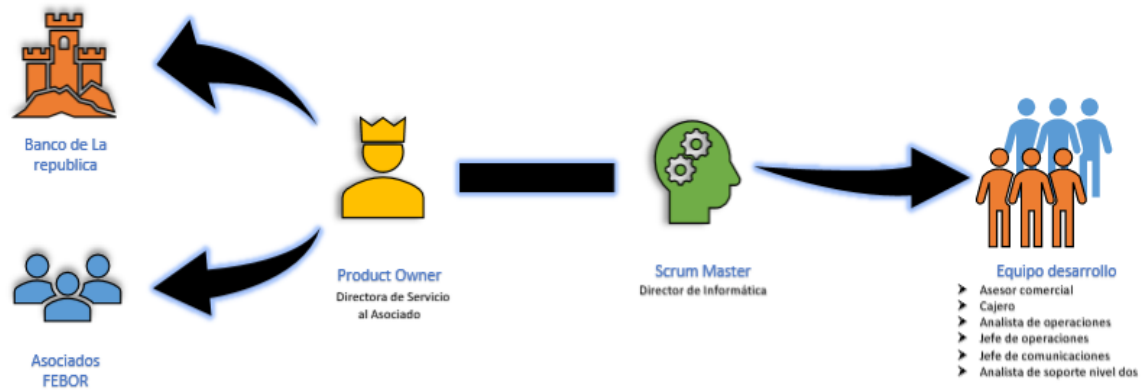 Banco de La
republica
Product Owner
Directora de Servicio
al Asociado
Asociados
FEBOR
Scrum Master
Director de Informática
Equipo desarrollo
➤ Asesor comercial
➤ Cajero
➤ Analista de operaciones
➤ Jefe de operaciones
➤ Jefe de comunicaciones
➤ Analista de soporte nivel dos